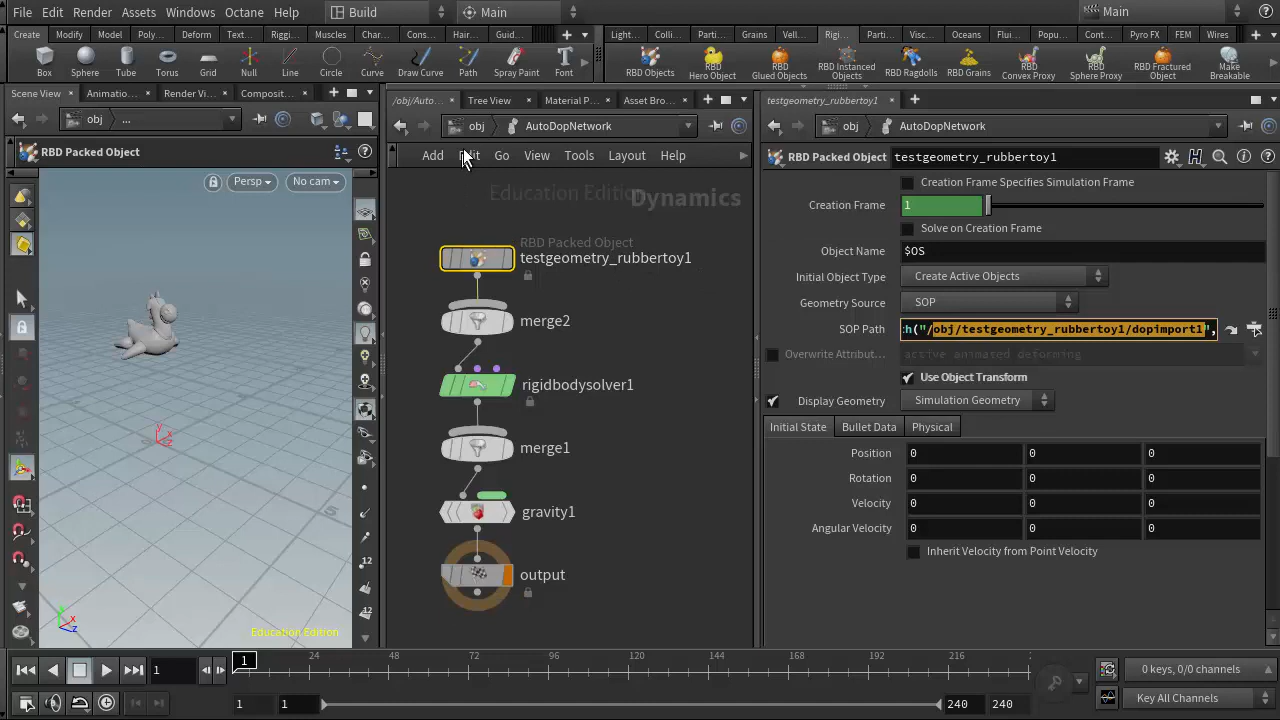 File Edit Render Assets Windows Octane Help Build Main Main
Create Modify Model Poly... Deform Text... Riggi... Muscles Char... Cons... Hair... Guid... Light... Colli... Parti... Grains Vell... Rigi... Parti... Visc... Oceans Flui... Popu... Cont... Pyro FX FEM Wires
Box Sphere Tube Torus Grid Null Line Circle Curve Draw Curve Path Spray Paint Font RBD Objects RBD Hero Object RBD Glued Objects RBD Instanced Objects RBD Ragdolls RBD Grains RBD Convex Proxy RBD Sphere Proxy RBD Fractured Object Make Breakable
Scene View Animatio... Render Vi... Composit... /obj/Auto... Tree View Material P... Asset Bro... testgeometry_rubbertoy1
obj ... obj AutoDopNetwork obj AutoDopNetwork
RBD Packed Object Add Edit Go View Tools Layout Help RBD Packed Object testgeometry_rubbertoy1
Persp No cam
Education Edition Dynamics
RBD Packed Object
testgeometry_rubbertoy1
merge2
rigidbodysolver1
merge1
gravity1
output
y x
5
y x z
Education Edition
12
12
Creation Frame Specifies Simulation Frame
Creation Frame 1
Solve on Creation Frame
Object Name $OS
Initial Object Type Create Active Objects
Geometry Source SOP
SOP Path h("/obj/testgeometry_rubbertoy1/dopimport1",
Overwrite Attribut... active animated deforming
Use Object Transform
Display Geometry Simulation Geometry
Initial State Bullet Data Physical
Position 0 0 0
Rotation 0 0 0
Velocity 0 0 0
Angular Velocity 0 0 0
Inherit Velocity from Point Velocity
1 1 24 48 72 96 120 144 168 192 216 2 0 keys, 0/0 channels
1 1 240 240 Key All Channels